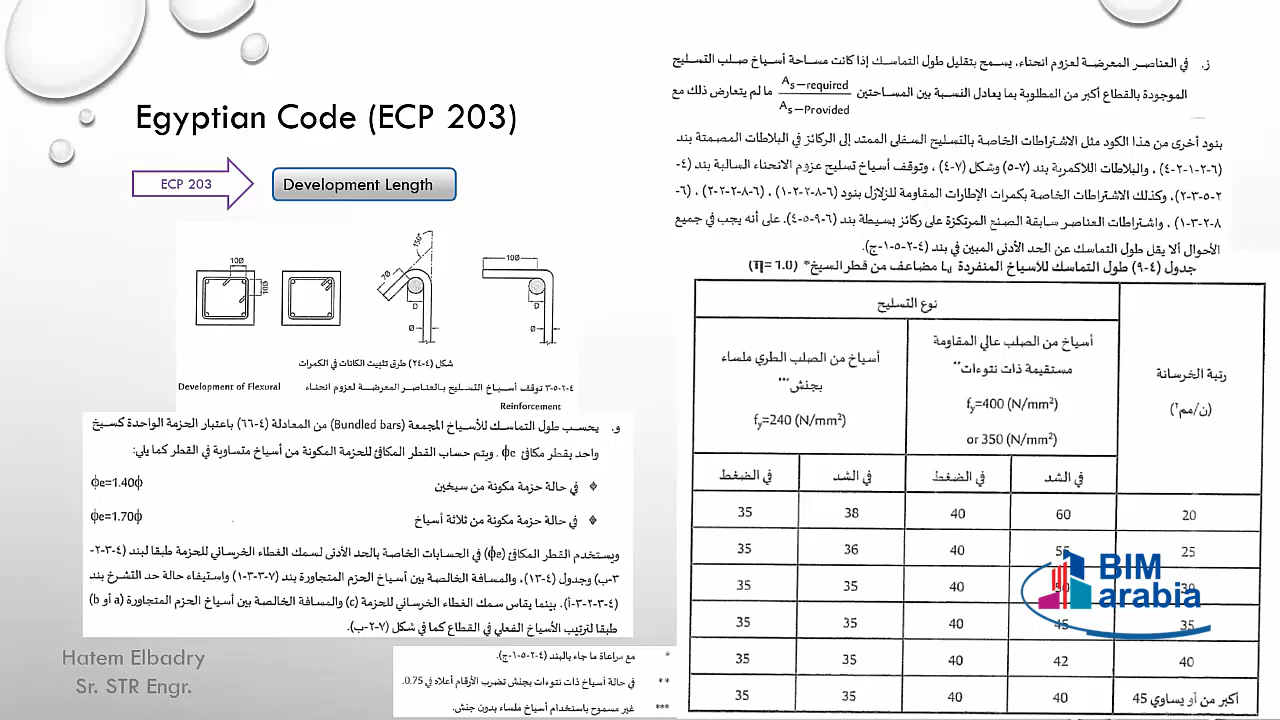 Egyptian Code (ECP 203)
ECP 203
Development Length
10Ø
10Ø
150°
7Ø
D
Ø
10Ø
D
Ø
شكل (٤-٢٤) طرق تثبيت الكانات في الكمرات
٤-٢-٥-٣ توقف أسياخ التسليح بالعناصر المعرضة لعزوم انحناء Development of Flexural
Reinforcement
و. يحسب طول التماسك للأسياخ المجمعة (Bundled bars) من المعادلة (٤-٦٦) باعتبار الحزمة الواحدة كسيخ
واحد بقطر مكافئ ϕe . ويتم حساب القطر المكافئ للحزمة المكونة من أسياخ متساوية في القطر كما يلي:
في حالة حزمة مكونة من سيخين ϕe=1.40ϕ
في حالة حزمة مكونة من ثلاثة أسياخ ϕe=1.70ϕ
ويستخدم القطر المكافئ (ϕe) في الحسابات الخاصة بالحد الأدنى لسمك الغطاء الخرساني للحزمة طبقا لبند (٤-٣-٢-
٣-ب) وجدول (٤-١٣)، والمسافة الخالصة بين أسياخ الحزم المتجاورة بند (٧-٣-٣-١) واستيفاء حالة حد التشرخ بند
(٤-٣-٢-٣-أ). بينما يقاس سمك الغطاء الخرساني للحزمة (c) والمسافة الخالصة بين أسياخ الحزم المتجاورة (a أو b)
طبقا لترتيب الأسياخ الفعلي في القطاع كما في شكل (٧-٢-ب).
Hatem Elbadry
Sr. STR Engr.
* مع مراعاة ما جاء بالبند (٤-٢-٥-١-ج).
** في حالة أسياخ ذات نتوءات بجنش تضرب الأرقام أعلاه في 0.75.
*** غير مسموح باستخدام أسياخ ملساء بدون جنش.
ز. في العناصر المعرضة لعزوم انحناء، يسمح بتقليل طول التماسك إذا كانت مساحة أسياخ صلب التسليح
الموجودة بالقطاع أكبر من المطلوبة بما يعادل النسبة بين المساحتين As-required / As-Provided ما لم يتعارض ذلك مع
بنود أخرى من هذا الكود مثل الاشتراطات الخاصة بالتسليح السفلى الممتد إلى الركائز في البلاطات المصمتة بند
(٦-٢-١-٢-٤)، والبلاطات اللاكمرية بند (٧-٥) وشكل (٧-٤) ، وتوقف أسياخ تسليح عزوم الانحناء السالبة بند (٤-
٢-٥-٣-٢)، وكذلك الاشتراطات الخاصة بكمرات الإطارات المقاومة للزلازل بنود (٦-٨-٢-٢-١) ، (٦-٨-٢-٢-٢) ، (٦-
٨-٢-٣-١) ، واشتراطات العناصر سابقة الصنع المرتكزة على ركائز بسيطة بند (٦-٩-٥-٤). على أنه يجب في جميع
الأحوال ألا يقل طول التماسك عن الحد الأدنى المبين في بند (٤-٢-٥-١-ج).
جدول (٤-٩) طول التماسك للأسياخ المنفردة Ld مضاعف من قطر السيخ* (η= 1.0)
نوع التسليح
رتبة الخرسانة
(ن/مم٢)
أسياخ من الصلب عالي المقاومة
مستقيمة ذات نتوءات**
fy=400 (N/mm²)
or 350 (N/mm²)
أسياخ من الصلب الطري ملساء
بجنش***
fy=240 (N/mm²)
في الشد في الضغط في الشد في الضغط
20 60 40 38 35
25 55 40 36 35
30 50 40 35 35
35 45 40 35 35
40 42 40 35 35
أكبر من أو يساوي 45 40 40 35 35
BIM
arabia